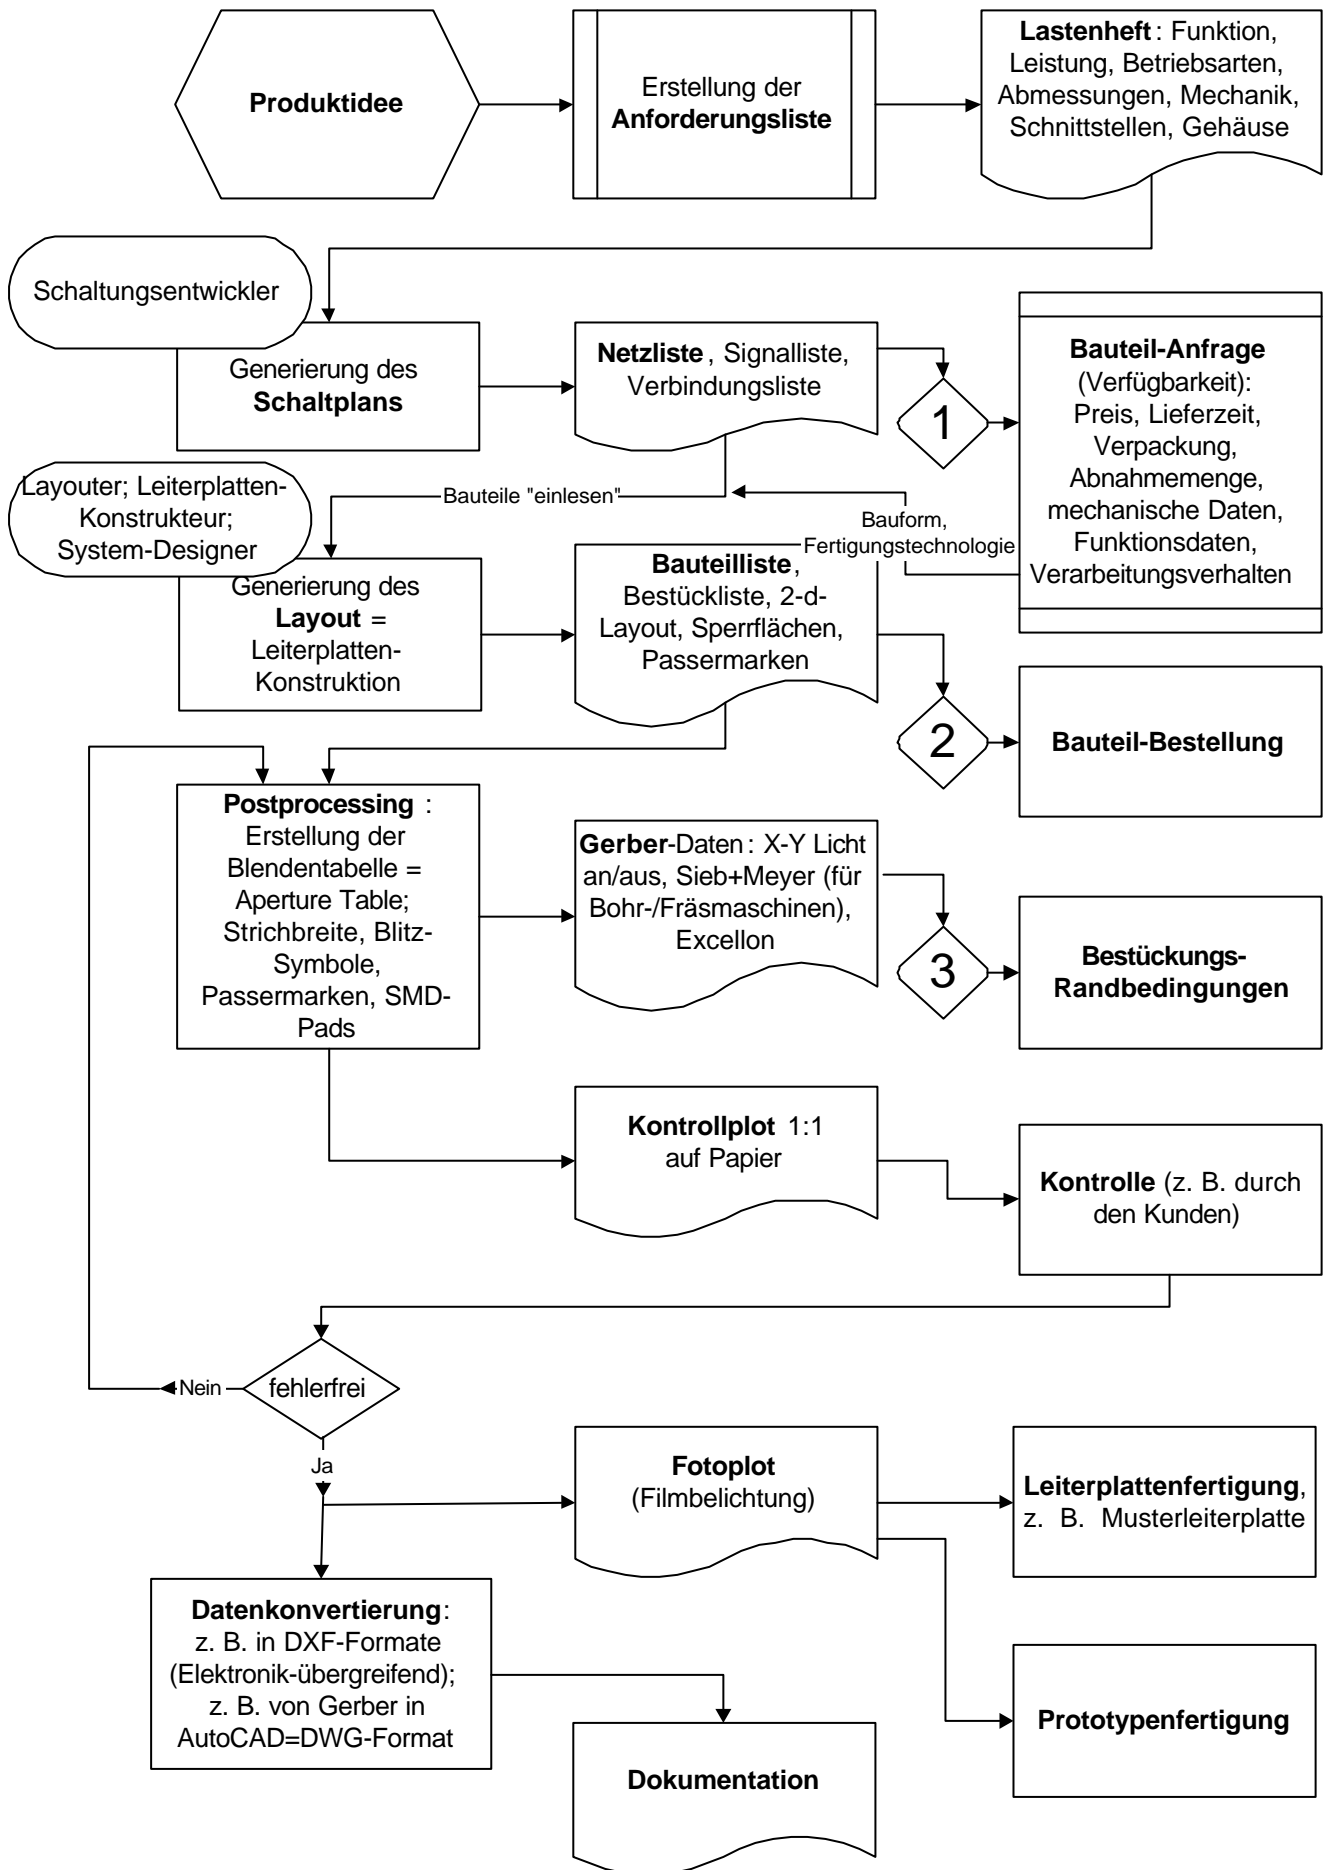 Produktidee
Erstellung der
Anforderungsliste
Lastenheft: Funktion,
Leistung, Betriebsarten,
Abmessungen, Mechanik,
Schnittstellen, Gehäuse
Schaltungsentwickler
Generierung des
Schaltplans
Netzliste, Signalliste,
Verbindungsliste
1
Bauteil-Anfrage
(Verfügbarkeit):
Preis, Lieferzeit,
Verpackung,
Abnahmemenge,
mechanische Daten,
Funktionsdaten,
Verarbeitungsverhalten
Layouter; Leiterplatten-
Konstrukteur;
System-Designer
Bauteile "einlesen"
Bauform,
Fertigungstechnologie
Generierung des
Layout =
Leiterplatten-
Konstruktion
Bauteilliste,
Bestückliste, 2-d-
Layout, Sperrflächen,
Passermarken
2
Bauteil-Bestellung
Postprocessing :
Erstellung der
Blendentabelle =
Aperture Table;
Strichbreite, Blitz-
Symbole,
Passermarken, SMD-
Pads
Gerber-Daten: X-Y Licht
an/aus, Sieb+Meyer (für
Bohr-/Fräsmaschinen),
Excellon
3
Bestückungs-
Randbedingungen
Kontrollplot 1:1
auf Papier
Kontrolle (z. B. durch
den Kunden)
fehlerfrei
Nein
Ja
Fotoplot
(Filmbelichtung)
Leiterplattenfertigung,
z. B. Musterleiterplatte
Datenkonvertierung:
z. B. in DXF-Formate
(Elektronik-übergreifend);
z. B. von Gerber in
AutoCAD=DWG-Format
Prototypenfertigung
Dokumentation